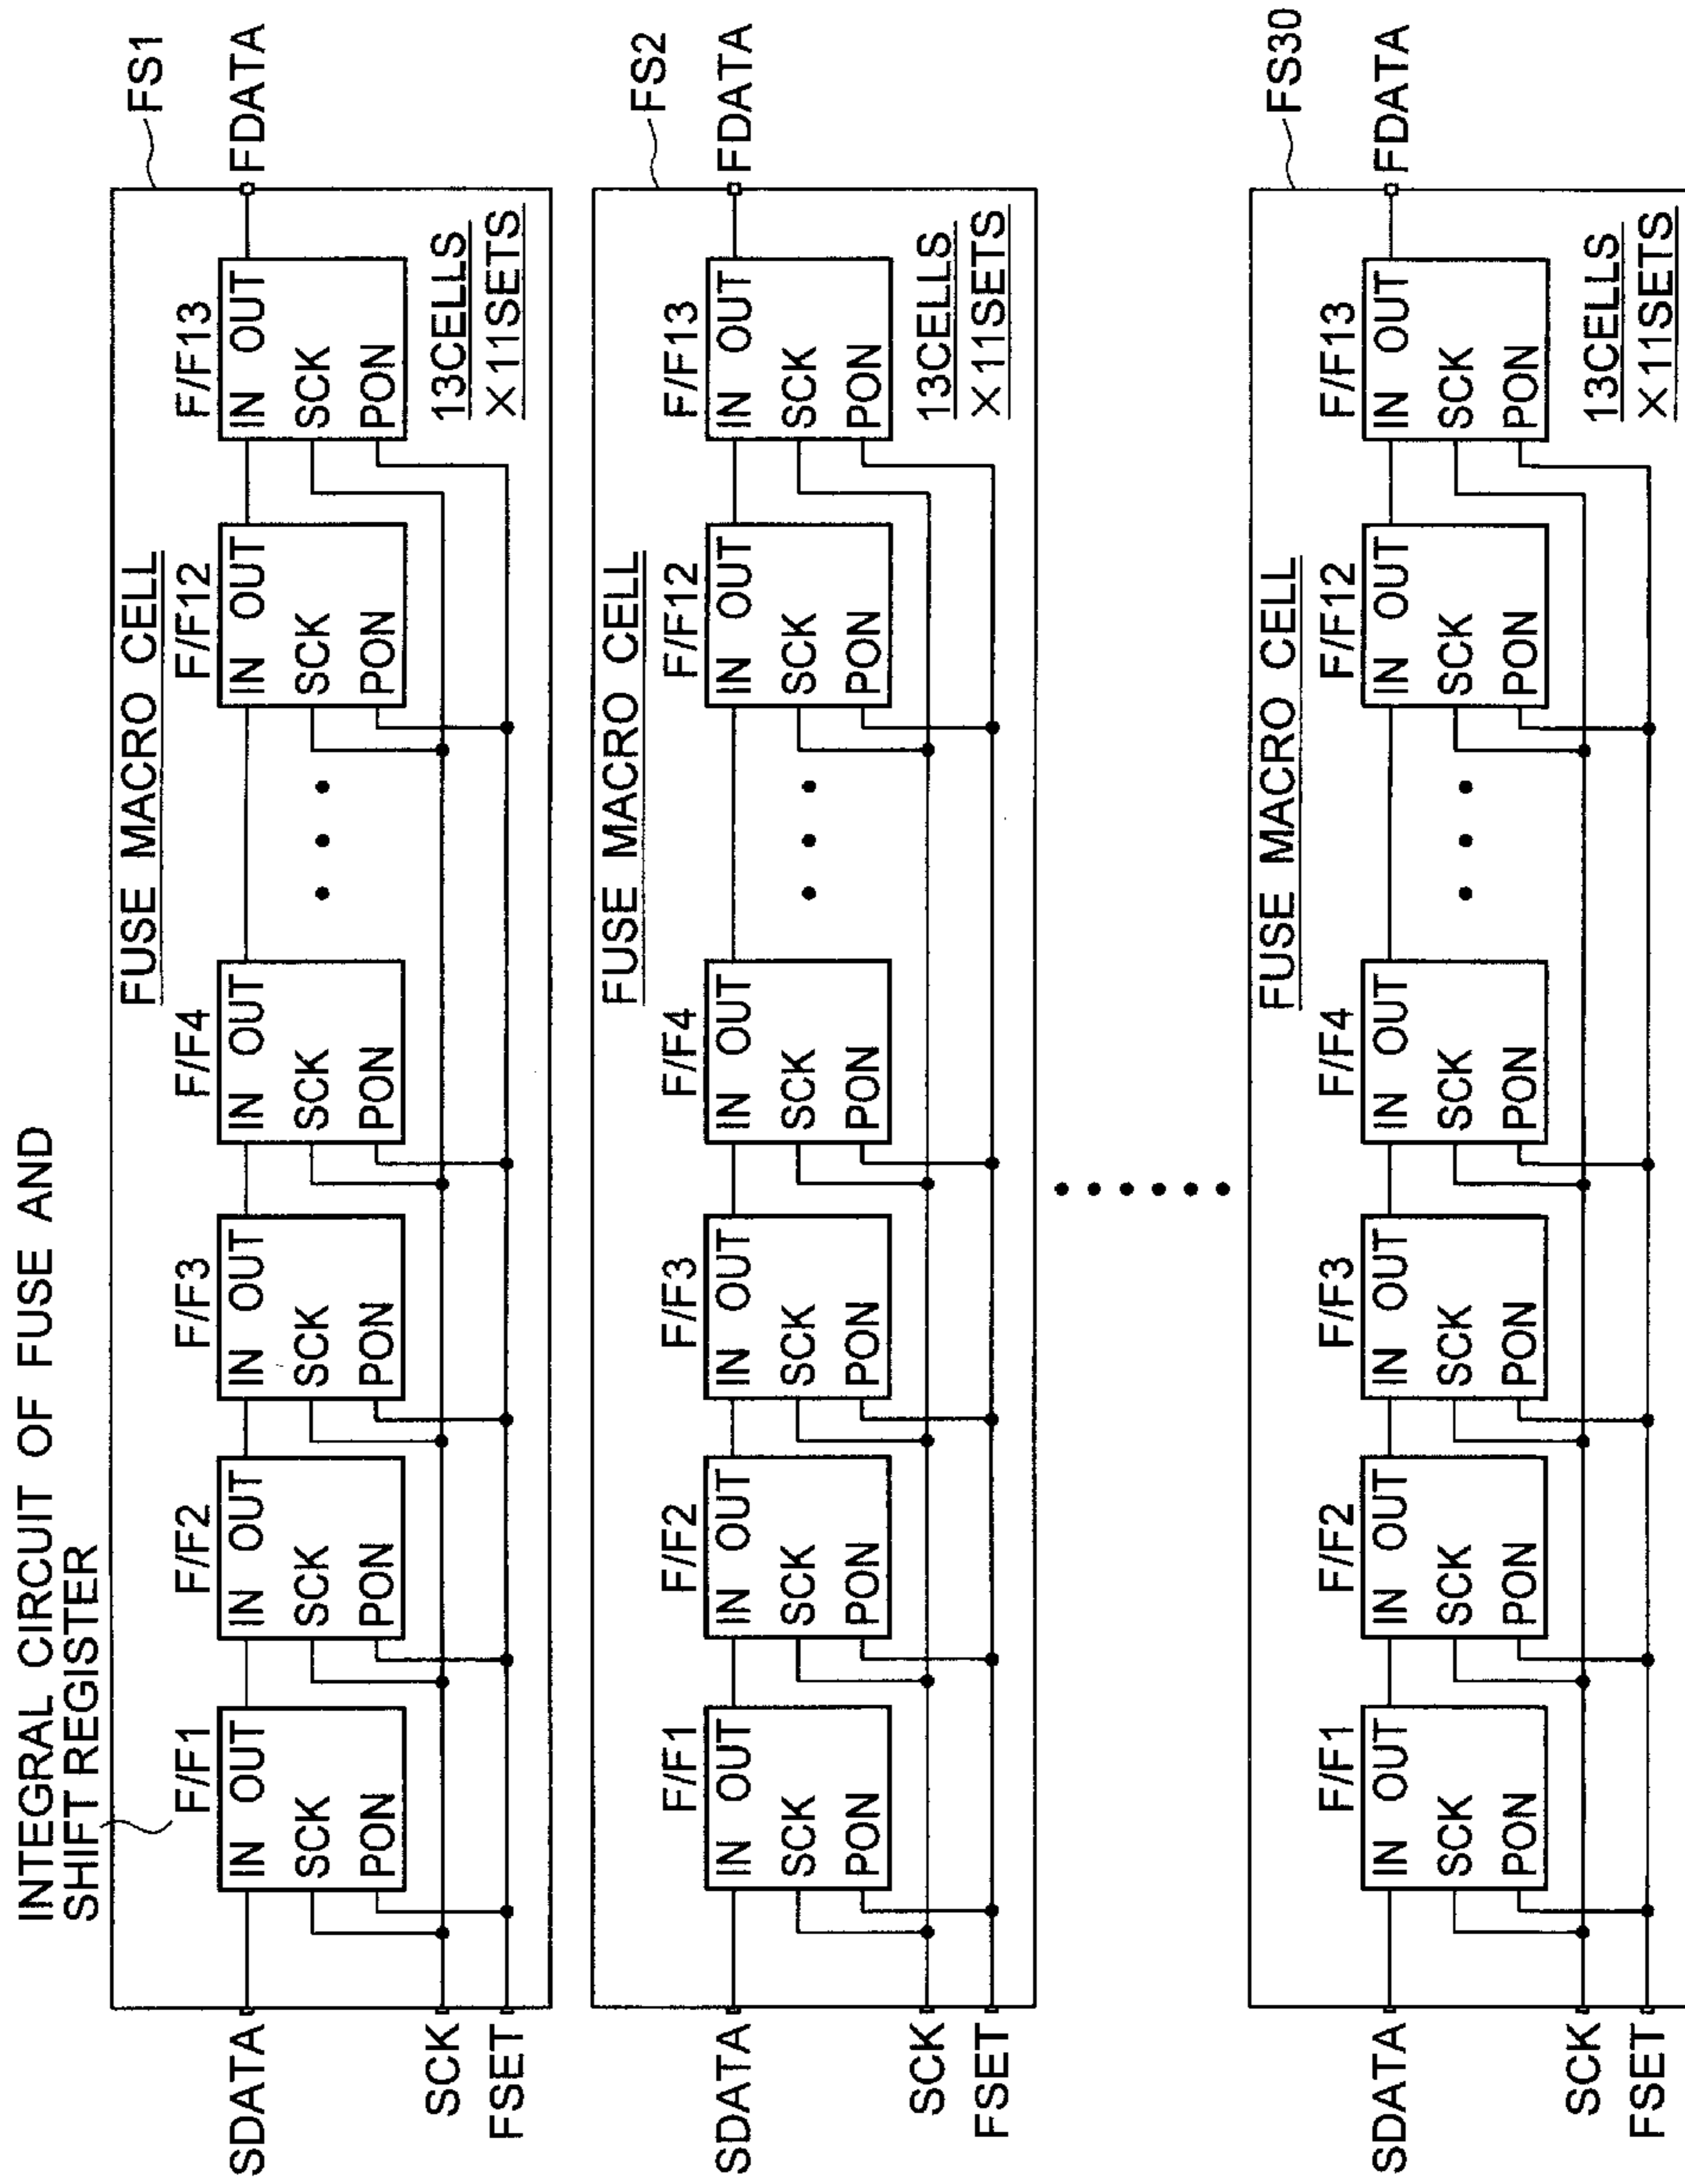 INTEGRAL CIRCUIT OF FUSE AND
SHIFT REGISTER
FS1
FUSE MACRO CELL
F/F1 F/F2 F/F3 F/F4 F/F12 F/F13
SDATA IN OUT IN OUT IN OUT IN OUT IN OUT IN OUT FDATA
SCK SCK SCK SCK SCK SCK
PON PON PON PON PON PON
SCK 13CELLS
FSET ×11SETS
FS2
FUSE MACRO CELL
F/F1 F/F2 F/F3 F/F4 F/F12 F/F13
SDATA IN OUT IN OUT IN OUT IN OUT IN OUT IN OUT FDATA
SCK SCK SCK SCK SCK SCK
PON PON PON PON PON PON
SCK 13CELLS
FSET ×11SETS
FS30
FUSE MACRO CELL
F/F1 F/F2 F/F3 F/F4 F/F12 F/F13
SDATA IN OUT IN OUT IN OUT IN OUT IN OUT IN OUT FDATA
SCK SCK SCK SCK SCK SCK
PON PON PON PON PON PON
SCK 13CELLS
FSET ×11SETS